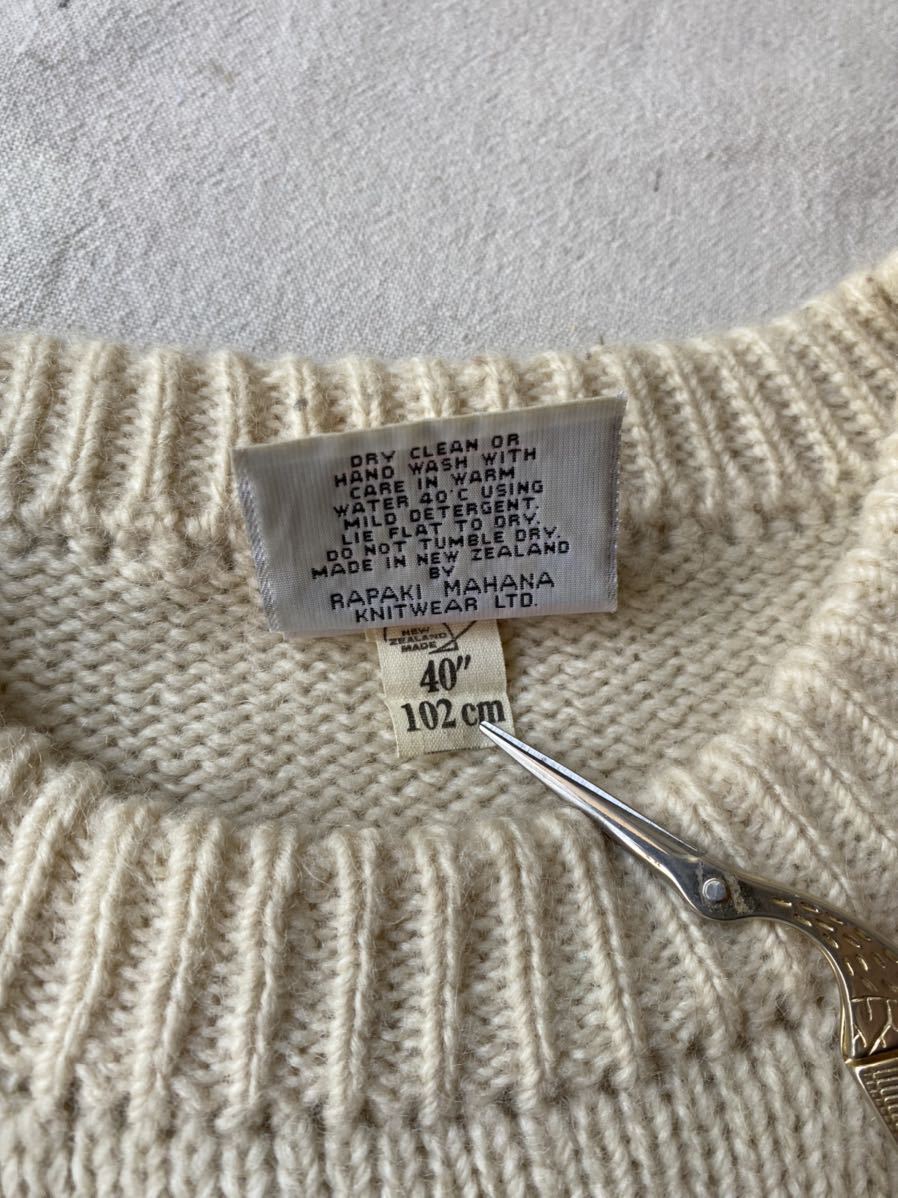 DRY CLEAN OR
HAND WASH WITH
CARE IN WARM
WATER 40°C USING
MILD DETERGENT.
LIE FLAT TO DRY.
DO NOT TUMBLE DRY.
MADE IN NEW ZEALAND
BY
RAPAKI MAHANA
KNITWEAR LTD.
NEW
ZEALAND
MADE
40"
102 cm